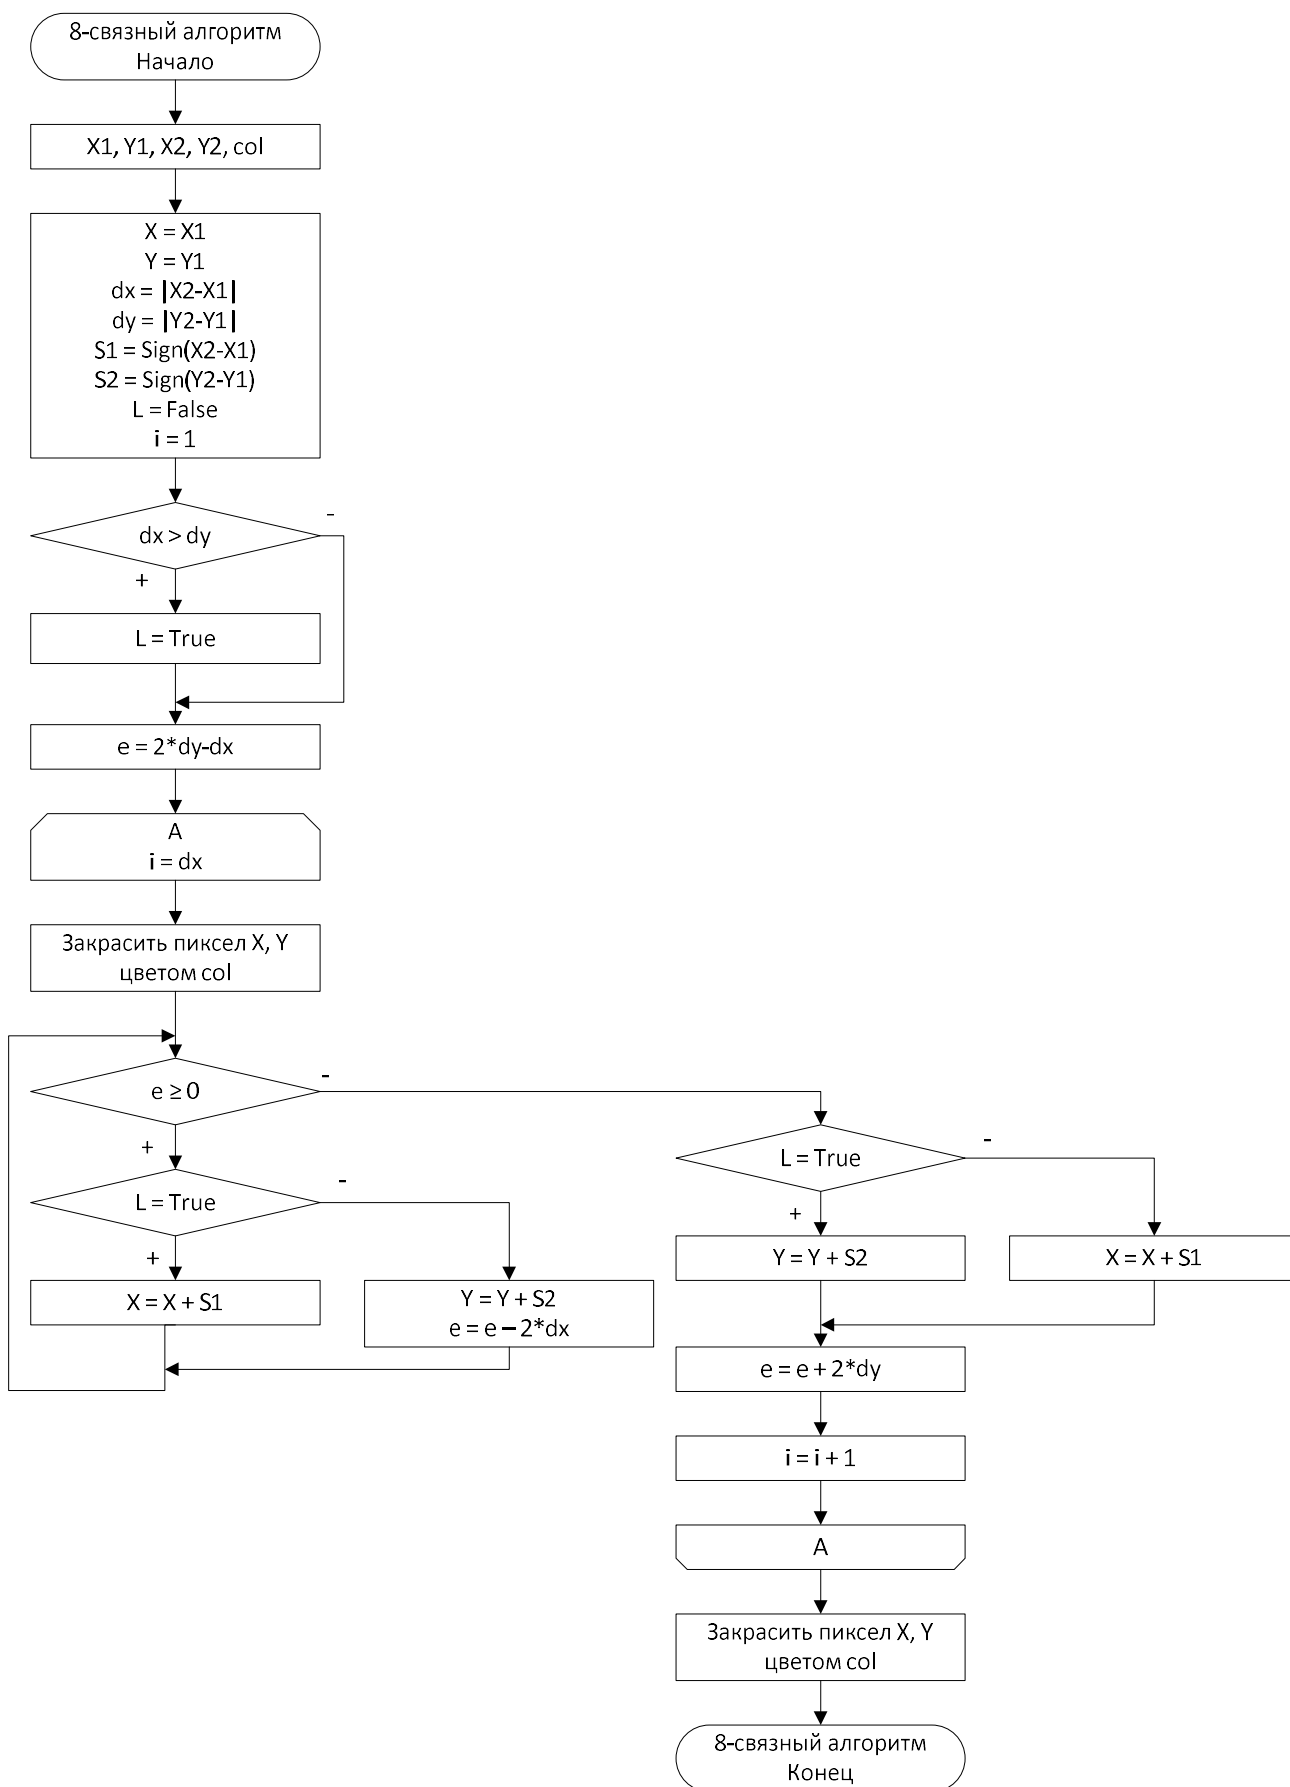 8-связный алгоритм
Начало
X1, Y1, X2, Y2, col
X = X1
Y = Y1
dx = |X2-X1|
dy = |Y2-Y1|
S1 = Sign(X2-X1)
S2 = Sign(Y2-Y1)
L = False
i = 1
dx > dy
-
+
L = True
e = 2*dy-dx
A
i = dx
Закрасить пиксел X, Y
цветом col
e ≥ 0
-
+
L = True
-
+
X = X + S1
Y = Y + S2
e = e – 2*dx
L = True
-
+
Y = Y + S2
X = X + S1
e = e + 2*dy
i = i + 1
A
Закрасить пиксел X, Y
цветом col
8-связный алгоритм
Конец